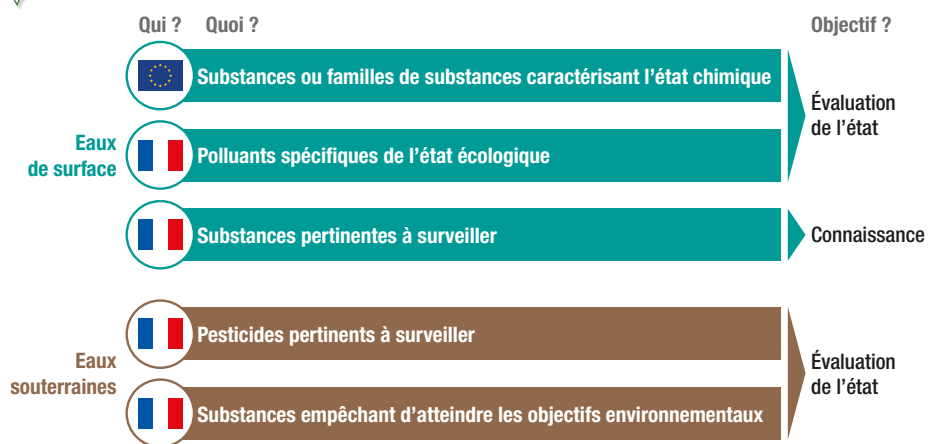 Qui ? Quoi ? Objectif ?
Substances ou familles de substances caractérisant l'état chimique
Évaluation
de l'état
Eaux
de surface
Polluants spécifiques de l'état écologique
Substances pertinentes à surveiller
Connaissance
Pesticides pertinents à surveiller
Eaux
souterraines
Évaluation
de l'état
Substances empêchant d'atteindre les objectifs environnementaux